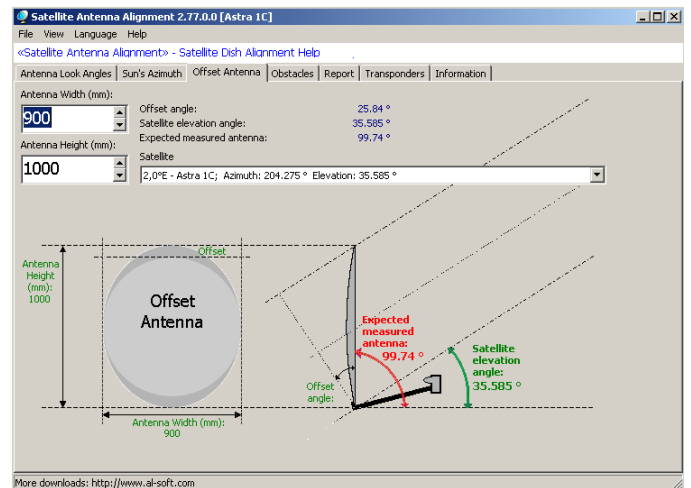 Satellite Antenna Alignment 2.77.0.0 [Astra 1C]
File View Language Help
«Satellite Antenna Alignment» - Satellite Dish Alignment Help
Antenna Look Angles Sun's Azimuth Offset Antenna Obstacles Report Transponders Information
Antenna Width (mm):
900
Offset angle: 25.84 °
Satellite elevation angle: 35.585 °
Expected measured antenna: 99.74 °
Antenna Height (mm):
1000
Satellite
2,0°E - Astra 1C; Azimuth: 204.275 ° Elevation: 35.585 °
Offset
Antenna
Height
(mm):
1000
Offset
Antenna
Expected
measured
antenna:
99.74 °
Satellite
elevation
angle:
35.585 °
Offset
angle:
Antenna Width (mm):
900
More downloads: http://www.al-soft.com